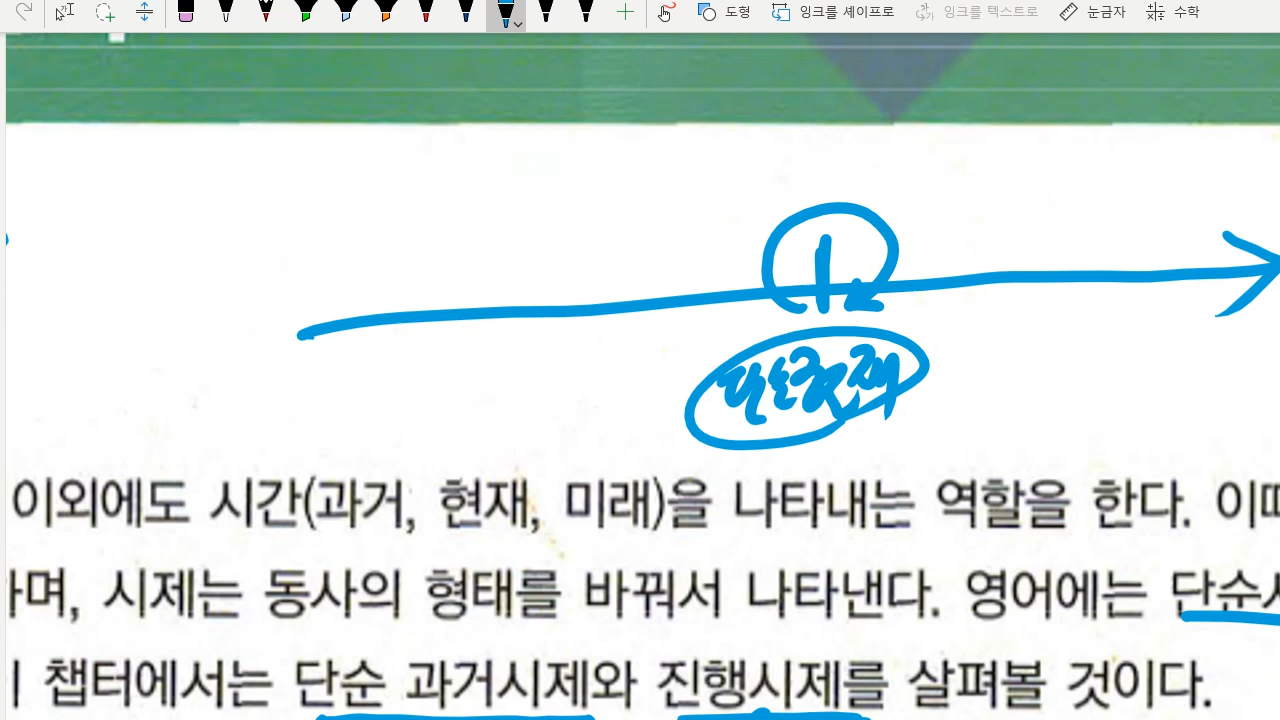 도형 잉크를 셰이프로 잉크를 텍스트로 눈금자 수학
단순현재
이외에도 시간(과거, 현재, 미래)을 나타내는 역할을 한다.
며, 시제는 동사의 형태를 바꿔서 나타낸다. 영어에는 단순
챕터에서는 단순 과거시제와 진행시제를 살펴볼 것이다.